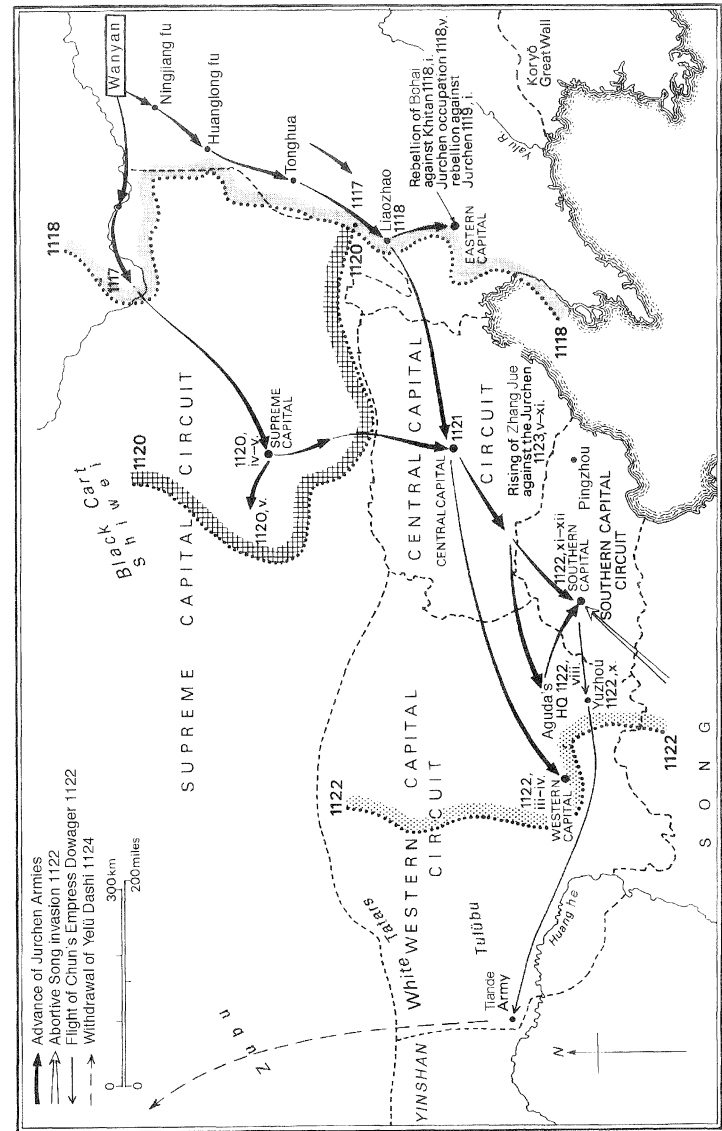 Advance of Jurchen Armies
Abortive Song invasion 1122
Flight of Chun's Empress Dowager 1122
Withdrawal of Yelü Dashi 1124
0 300km
0 200miles
N
Wanyan
Ningjiang fu
Huanglong fu
Tonghua
1118
1117
1117
Liaozhao
1118
EASTERN
CAPITAL
Rebellion of Bohai
against Khitan 1118, i.
Jurchen occupation 1118, v.
rebellion against
Jurchen 1119, i.
Koryŏ
Great Wall
Yalu R.
1118
1120
1120
Black Cart
Shiwei
SUPREME CAPITAL CIRCUIT
1120,
iv–v.
SUPREME
CAPITAL
1120, v.
CENTRAL CAPITAL
CIRCUIT
CENTRAL CAPITAL
1121
Rising of Zhang Jue
against the Jurchen
1123, v–xi.
Pingzhou
1122, xi–xii
SOUTHERN
CAPITAL
SOUTHERN CAPITAL
CIRCUIT
Aguda's
HQ 1122,
viii.
Yuzhou
1122, x.
1122
1122,
iii–iv.
WESTERN
CAPITAL
1122
WESTERN CAPITAL
CIRCUIT
White Tatars
Tulübu
Tiande
Army
Huang he
YINSHAN
Zubu
SONG